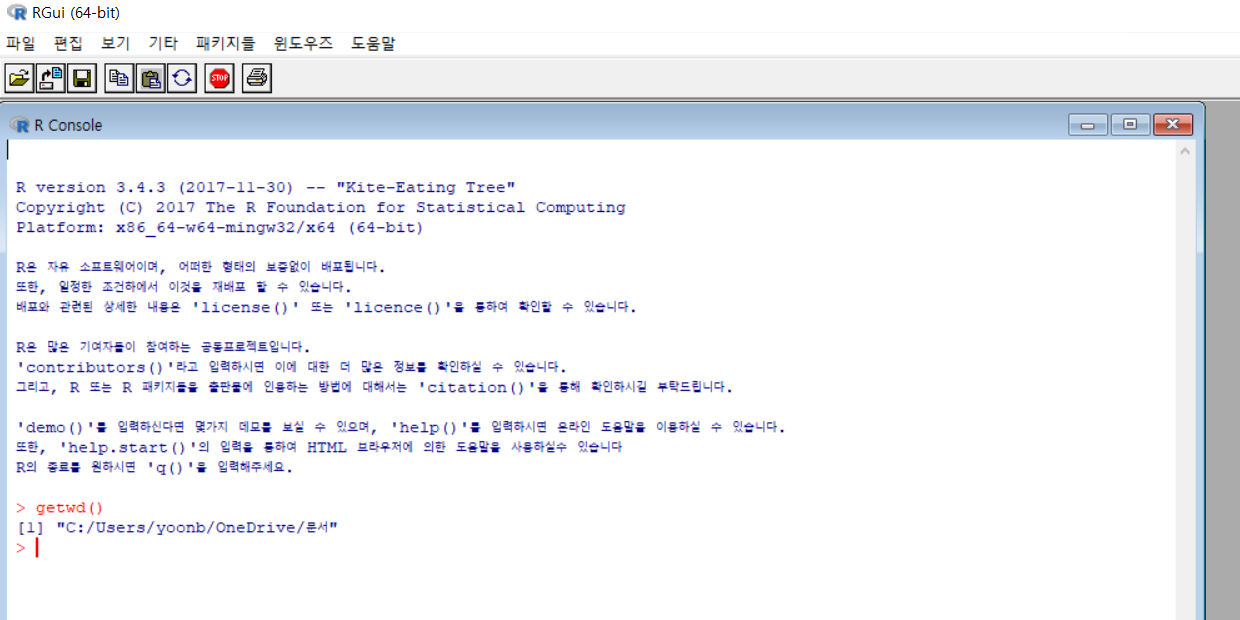 RGui (64-bit)
파일 편집 보기 기타 패키지들 윈도우즈 도움말
STOP
R Console
R version 3.4.3 (2017-11-30) -- "Kite-Eating Tree"
Copyright (C) 2017 The R Foundation for Statistical Computing
Platform: x86_64-w64-mingw32/x64 (64-bit)
R은 자유 소프트웨어이며, 어떠한 형태의 보증없이 배포됩니다.
또한, 일정한 조건하에서 이것을 재배포 할 수 있습니다.
배포와 관련된 상세한 내용은 'license()' 또는 'licence()'을 통하여 확인할 수 있습니다.
R은 많은 기여자들이 참여하는 공동프로젝트입니다.
'contributors()'라고 입력하시면 이에 대한 더 많은 정보를 확인하실 수 있습니다.
그리고, R 또는 R 패키지들을 출판물에 인용하는 방법에 대해서는 'citation()'을 통해 확인하시길 부탁드립니다.
'demo()'를 입력하신다면 몇가지 데모를 보실 수 있으며, 'help()'를 입력하시면 온라인 도움말을 이용하실 수 있습니다.
또한, 'help.start()'의 입력을 통하여 HTML 브라우저에 의한 도움말을 사용하실수 있습니다
R의 종료를 원하시면 'q()'을 입력해주세요.
> getwd()
[1] "C:/Users/yoonb/OneDrive/문서"
>